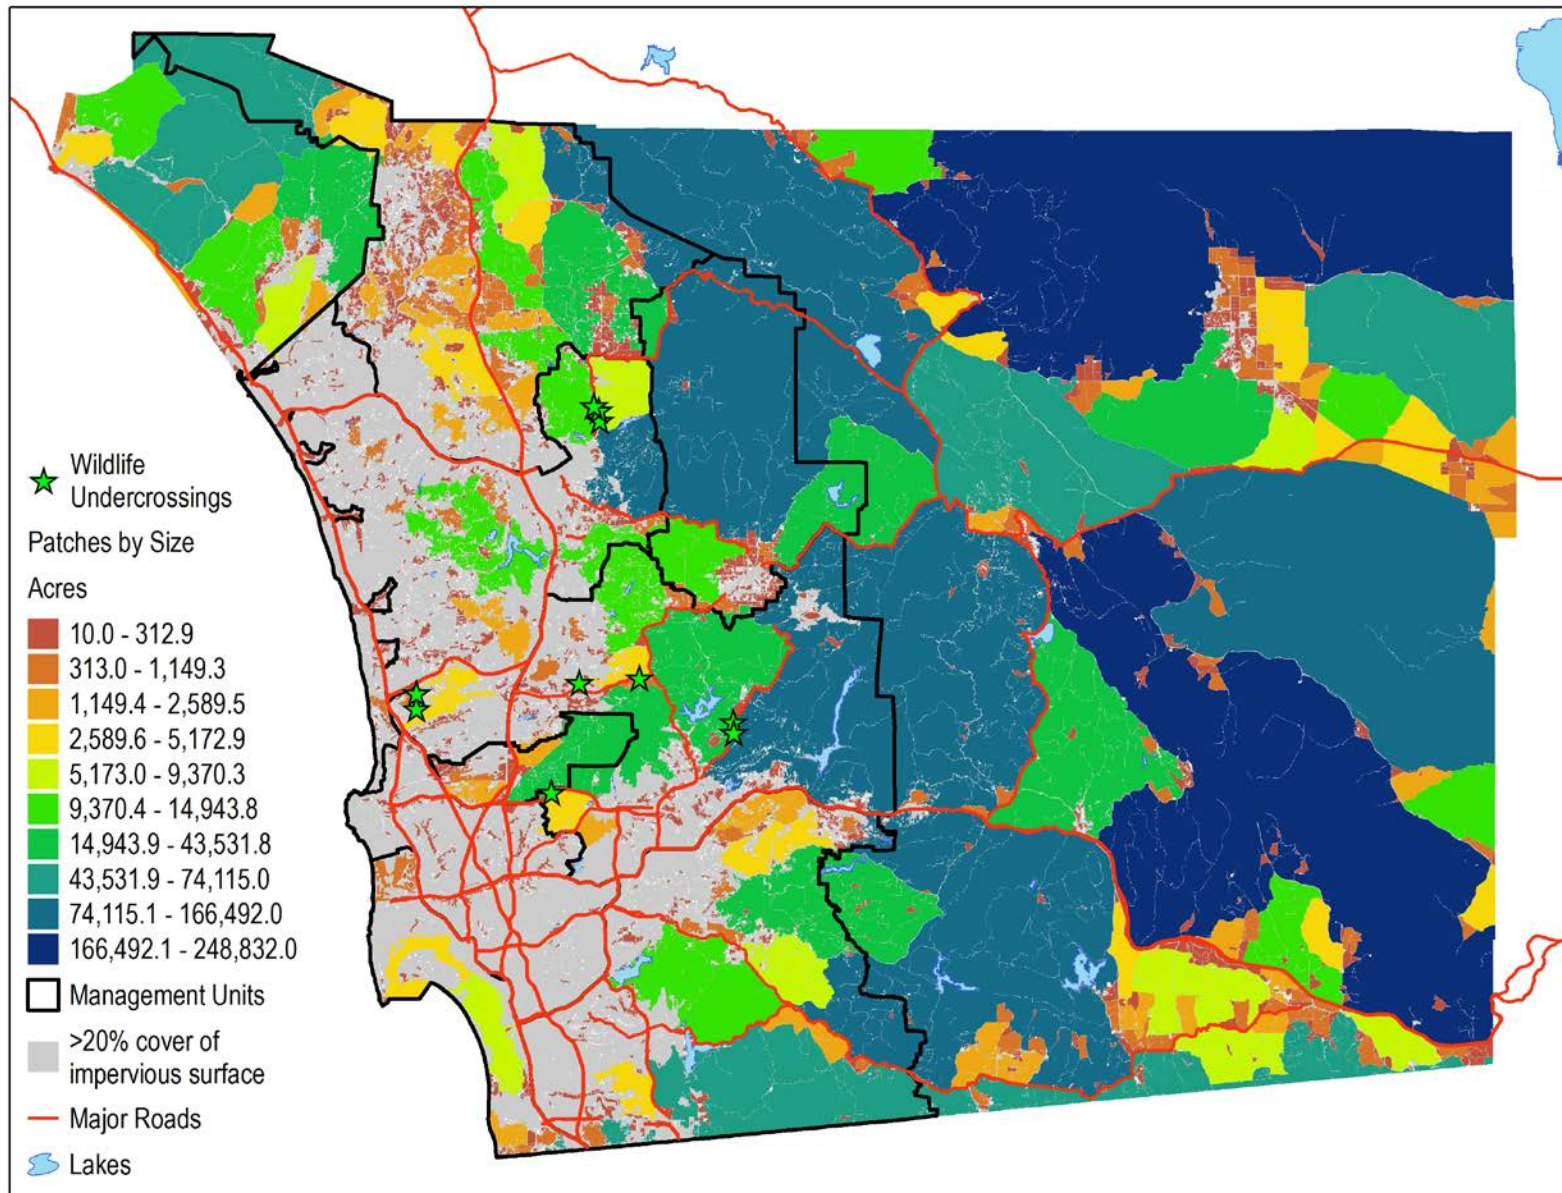 Wildlife
Undercrossings
Patches by Size
Acres
10.0 - 312.9
313.0 - 1,149.3
1,149.4 - 2,589.5
2,589.6 - 5,172.9
5,173.0 - 9,370.3
9,370.4 - 14,943.8
14,943.9 - 43,531.8
43,531.9 - 74,115.0
74,115.1 - 166,492.0
166,492.1 - 248,832.0
Management Units
>20% cover of
impervious surface
Major Roads
Lakes